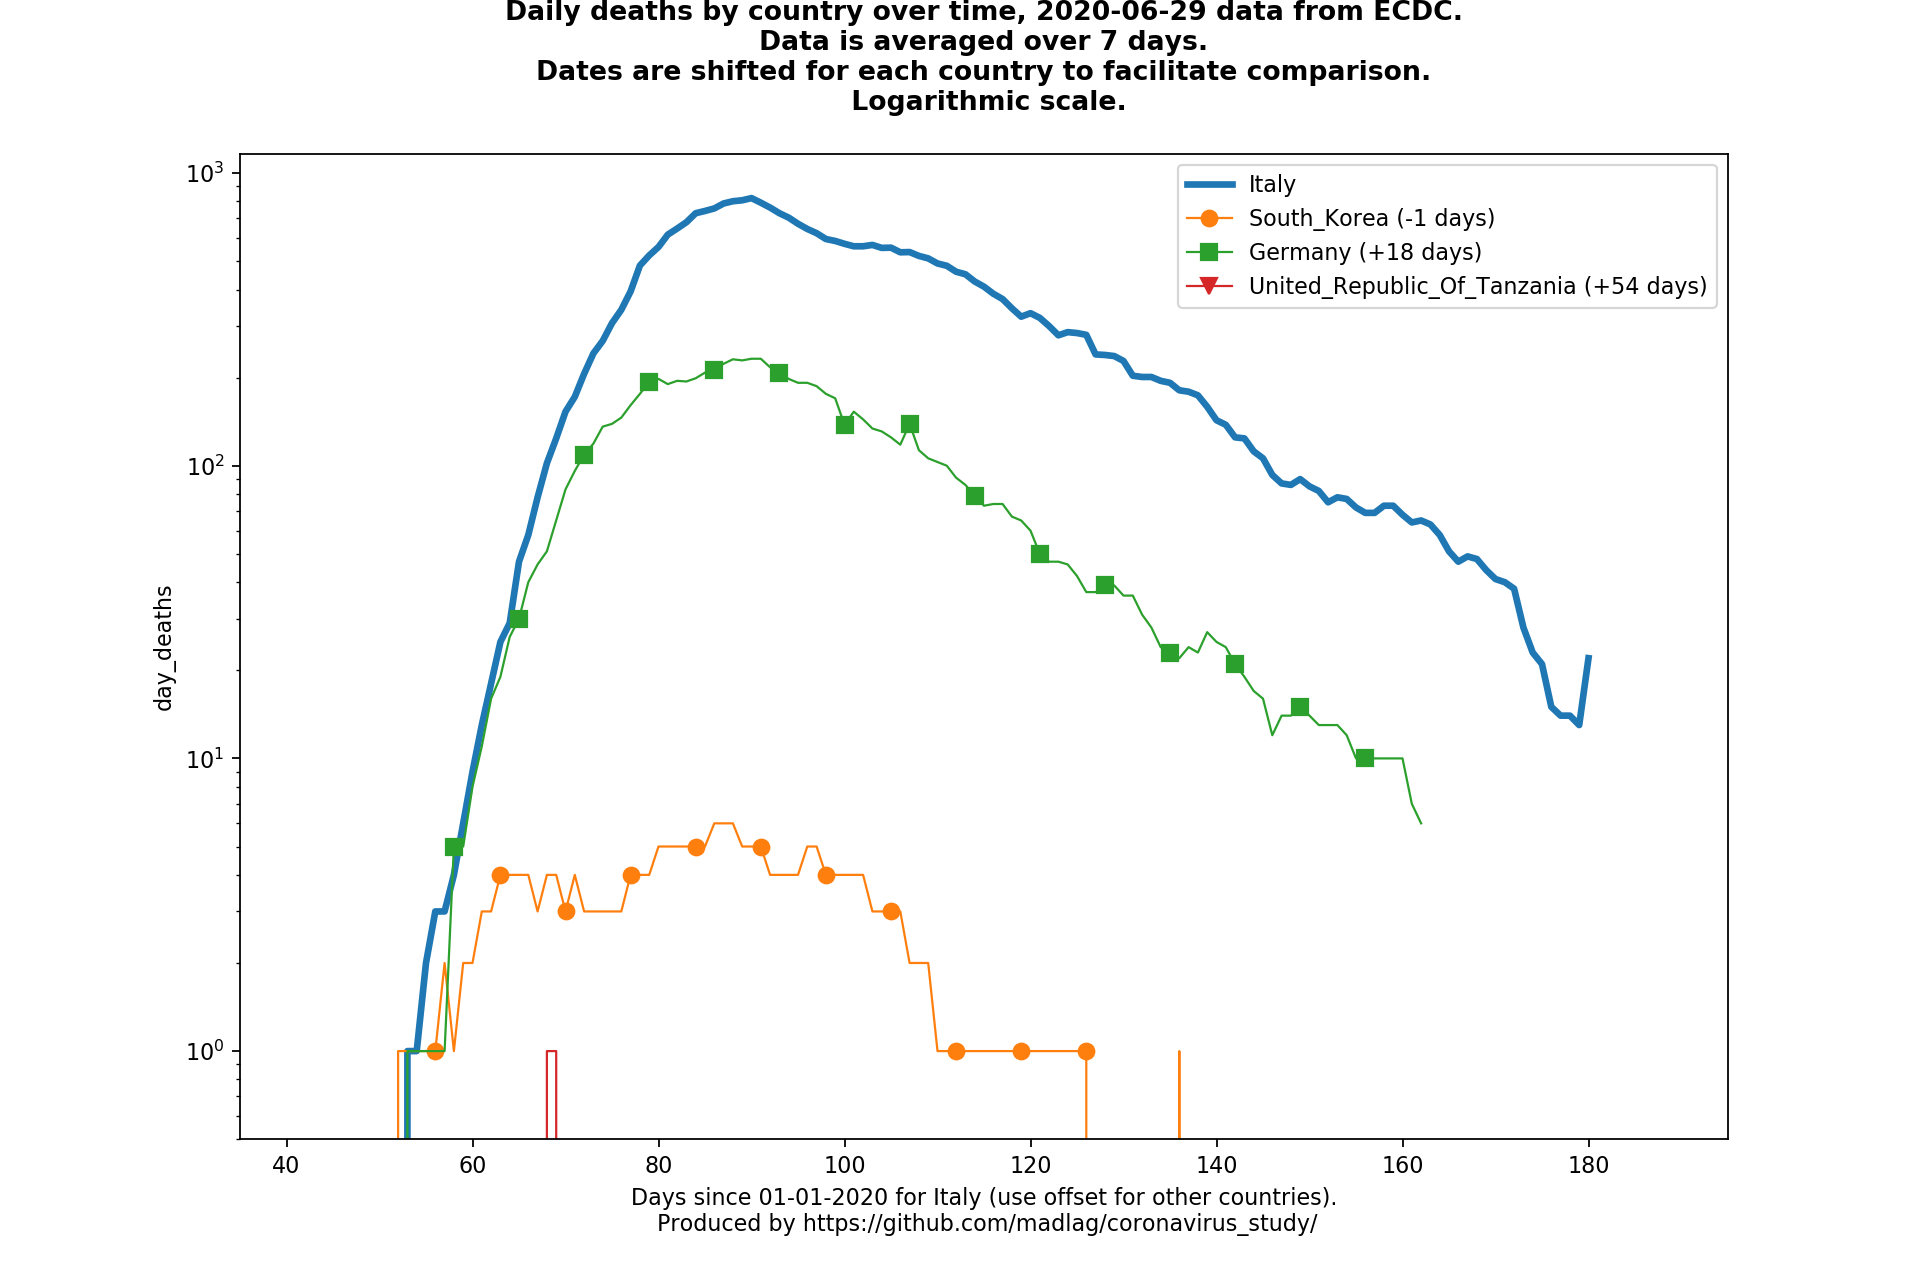 Daily deaths by country over time, 2020-06-29 data from ECDC.
Data is averaged over 7 days.
Dates are shifted for each country to facilitate comparison.
Logarithmic scale.
10³
10²
10¹
10⁰
day_deaths
Italy
South_Korea (-1 days)
Germany (+18 days)
United_Republic_Of_Tanzania (+54 days)
40 60 80 100 120 140 160 180
Days since 01-01-2020 for Italy (use offset for other countries).
Produced by https://github.com/madlag/coronavirus_study/